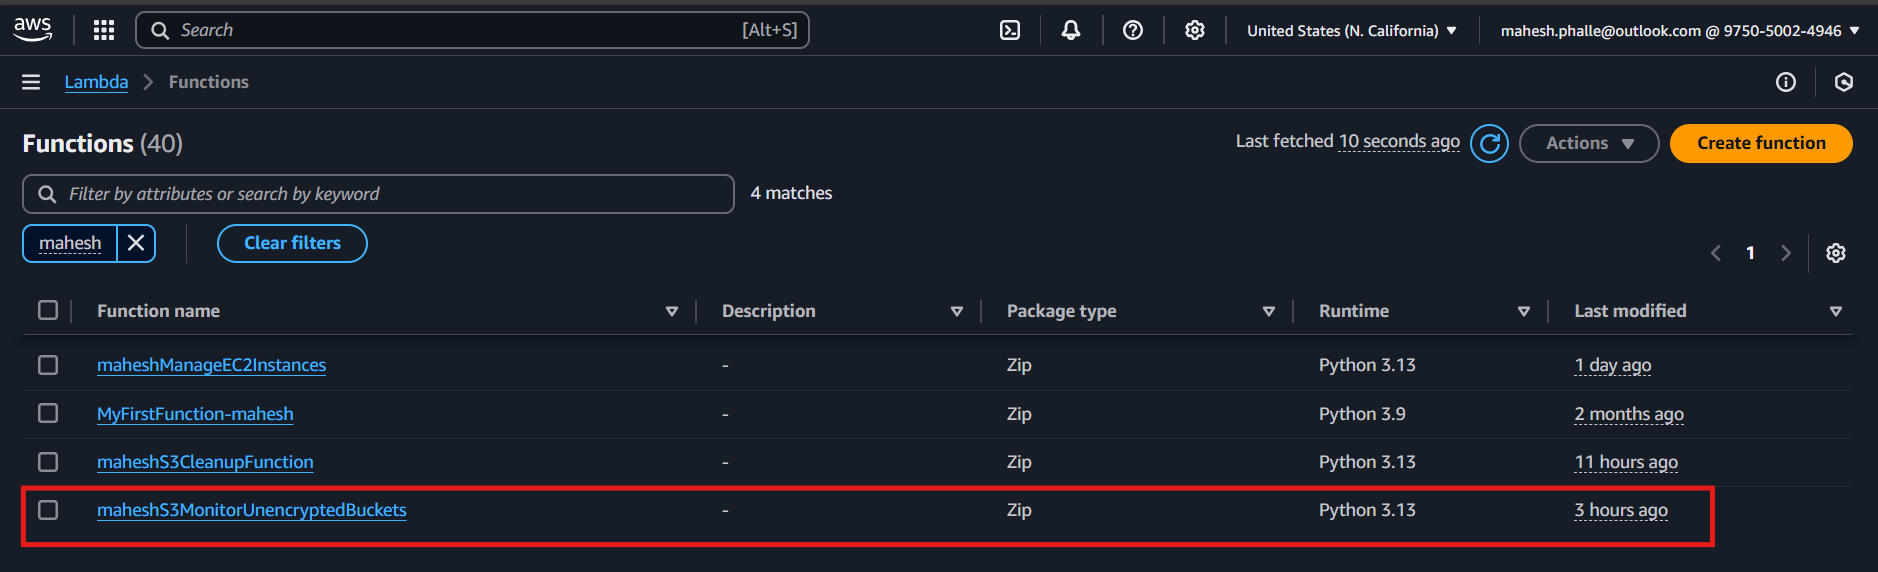 aws Search [Alt+S] United States (N. California) mahesh.phalle@outlook.com @ 9750-5002-4946
Lambda Functions
Functions (40) Last fetched 10 seconds ago Actions Create function
Filter by attributes or search by keyword 4 matches
mahesh Clear filters
1
Function name Description Package type Runtime Last modified
maheshManageEC2Instances - Zip Python 3.13 1 day ago
MyFirstFunction-mahesh - Zip Python 3.9 2 months ago
maheshS3CleanupFunction - Zip Python 3.13 11 hours ago
maheshS3MonitorUnencryptedBuckets - Zip Python 3.13 3 hours ago